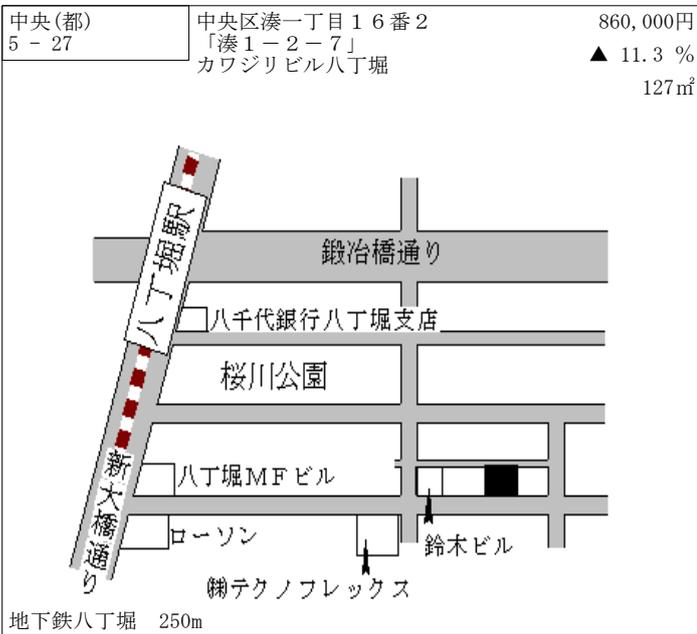 中央(都)
5 － 27
中央区湊一丁目１６番２
「湊１－２－７」
カワジリビル八丁堀
860,000円
▲ 11.3 %
127㎡
八丁堀駅
鍛冶橋通り
八千代銀行八丁堀支店
桜川公園
新大橋通り
八丁堀ＭＦビル
ローソン
鈴木ビル
㈱テクノフレックス
地下鉄八丁堀　250m